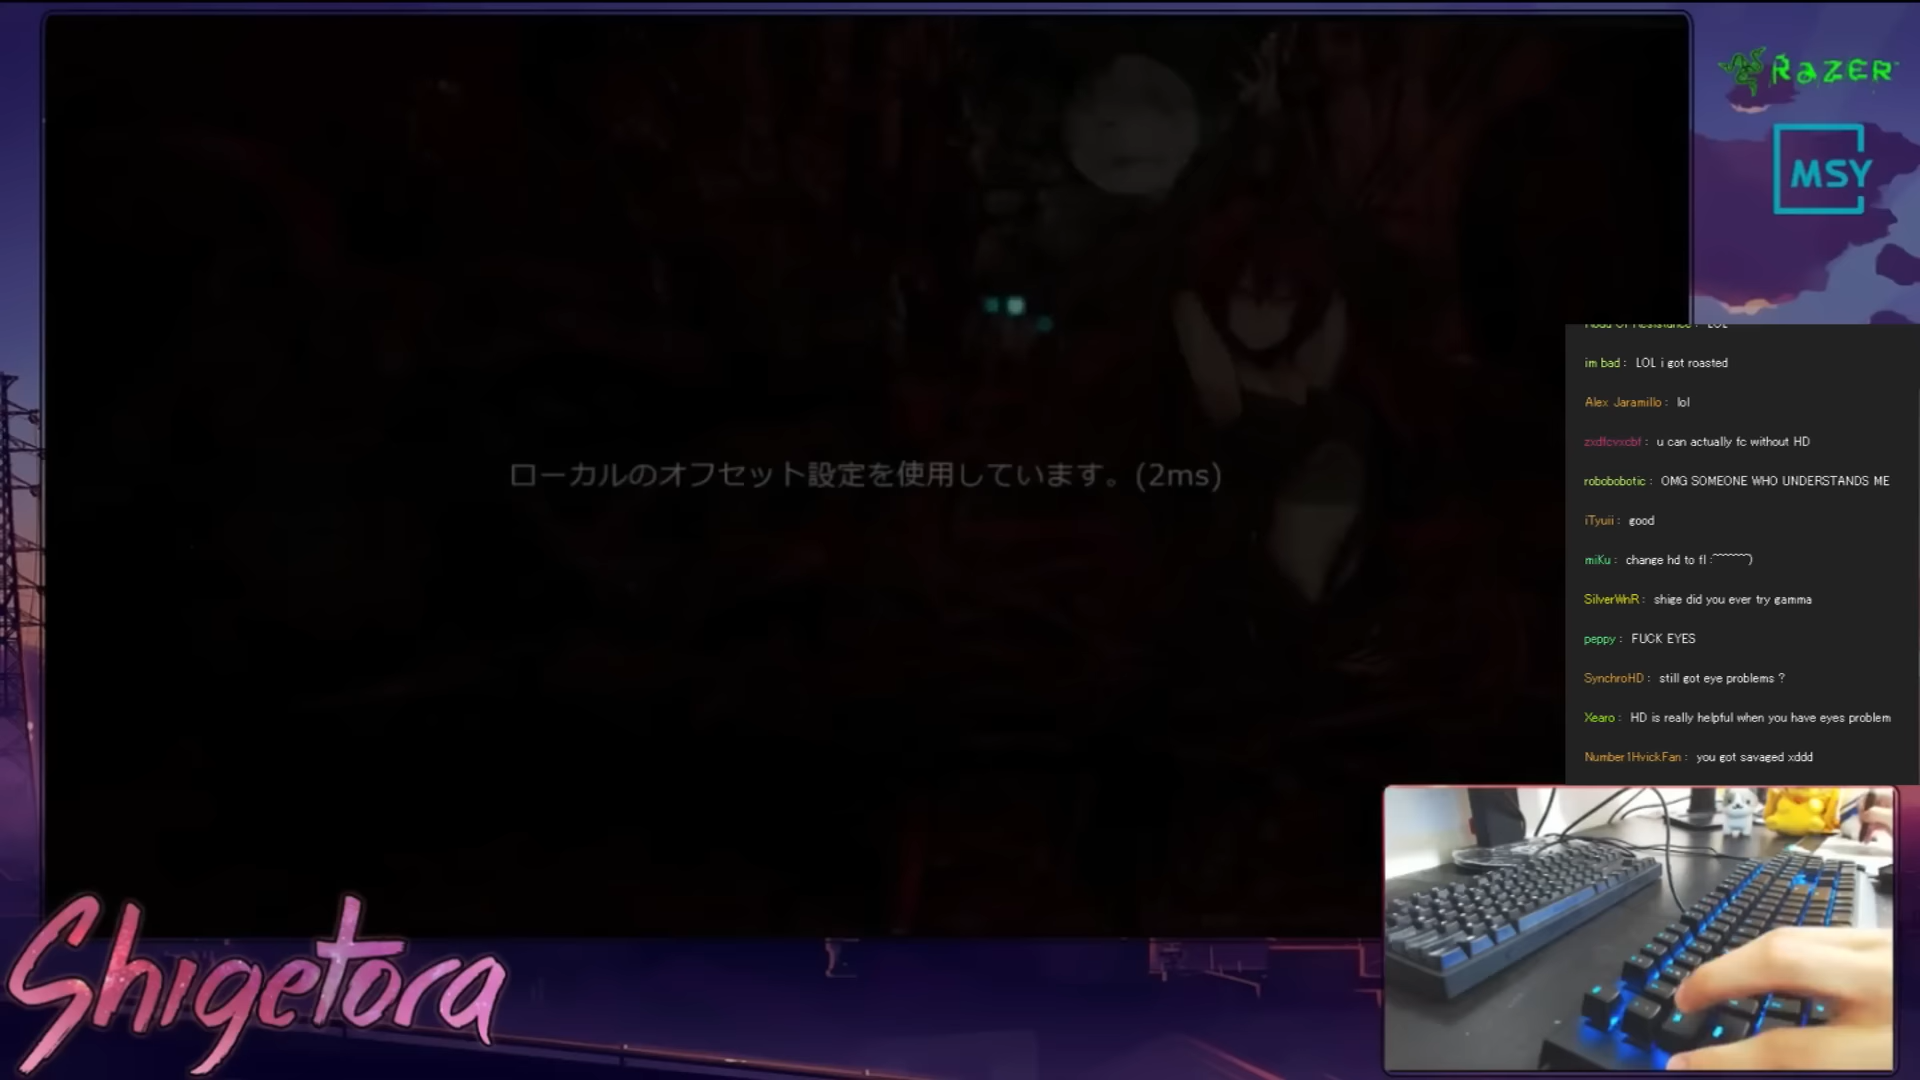 RAZER
MSY
ローカルのオフセット設定を使用しています。(2ms)
LOL
im bad : LOL i got roasted
Alex Jaramillo : lol
zxdfcvxcbf : u can actually fc without HD
robobobotic : OMG SOMEONE WHO UNDERSTANDS ME
iTyuii : good
miKu : change hd to fl :~~~~~~~)
SilverWnR : shige did you ever try gamma
peppy : FUCK EYES
SynchroHD : still got eye problems ?
Xearo : HD is really helpful when you have eyes problem
Number1HvickFan : you got savaged xddd
Shigetora